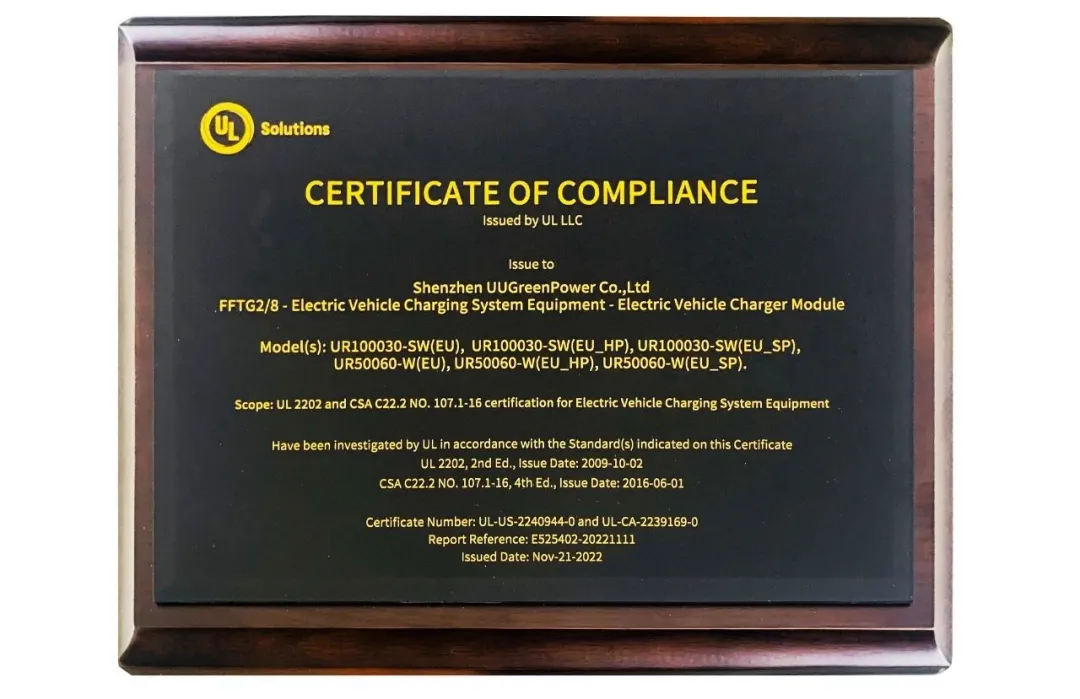 UL Solutions
CERTIFICATE OF COMPLIANCE
Issued by UL LLC
Issue to
Shenzhen UUGreenPower Co.,Ltd
FFTG2/8 - Electric Vehicle Charging System Equipment - Electric Vehicle Charger Module
Model(s): UR100030-SW(EU), UR100030-SW(EU_HP), UR100030-SW(EU_SP),
UR50060-W(EU), UR50060-W(EU_HP), UR50060-W(EU_SP).
Scope: UL 2202 and CSA C22.2 NO. 107.1-16 certification for Electric Vehicle Charging System Equipment
Have been investigated by UL in accordance with the Standard(s) indicated on this Certificate
UL 2202, 2nd Ed., Issue Date: 2009-10-02
CSA C22.2 NO. 107.1-16, 4th Ed., Issue Date: 2016-06-01
Certificate Number: UL-US-2240944-0 and UL-CA-2239169-0
Report Reference: E525402-20221111
Issued Date: Nov-21-2022